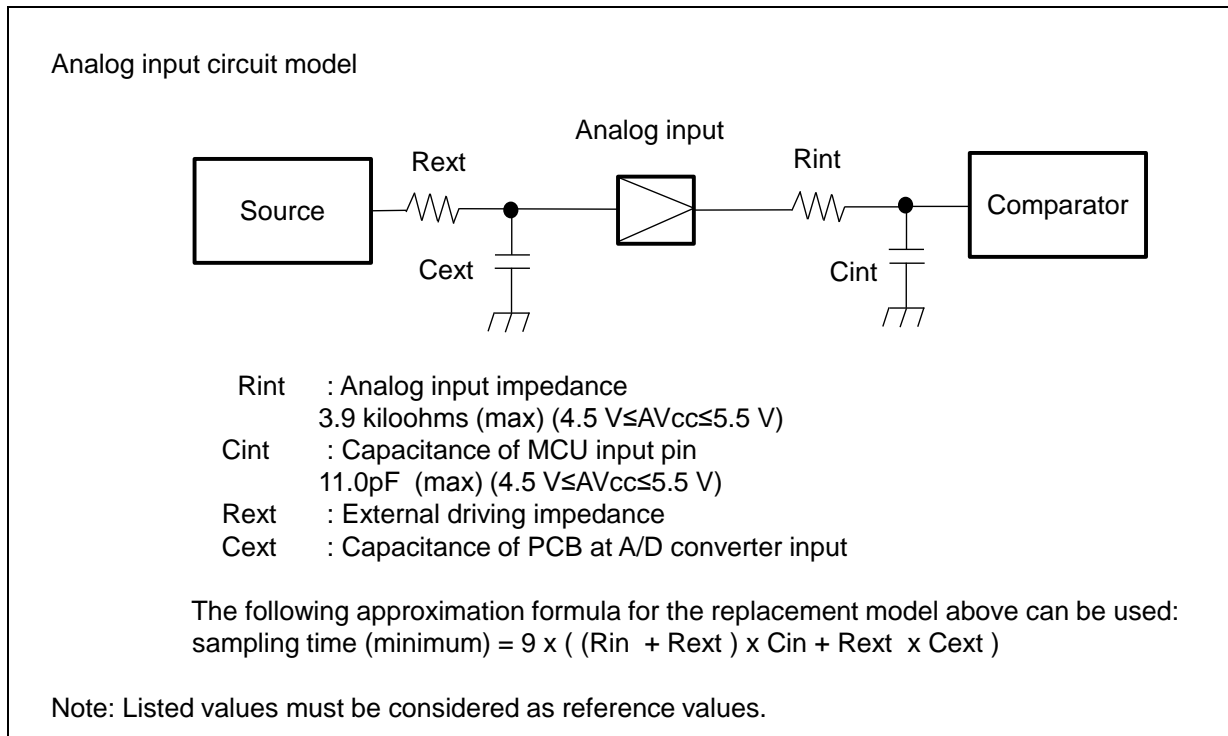 Analog input circuit model
Analog input
Rext
Rint
Source
Comparator
Cext
Cint
Rint : Analog input impedance
3.9 kiloohms (max) (4.5 V≤AVcc≤5.5 V)
Cint : Capacitance of MCU input pin
11.0pF (max) (4.5 V≤AVcc≤5.5 V)
Rext : External driving impedance
Cext : Capacitance of PCB at A/D converter input
The following approximation formula for the replacement model above can be used:
sampling time (minimum) = 9 x ( (Rin + Rext ) x Cin + Rext x Cext )
Note: Listed values must be considered as reference values.